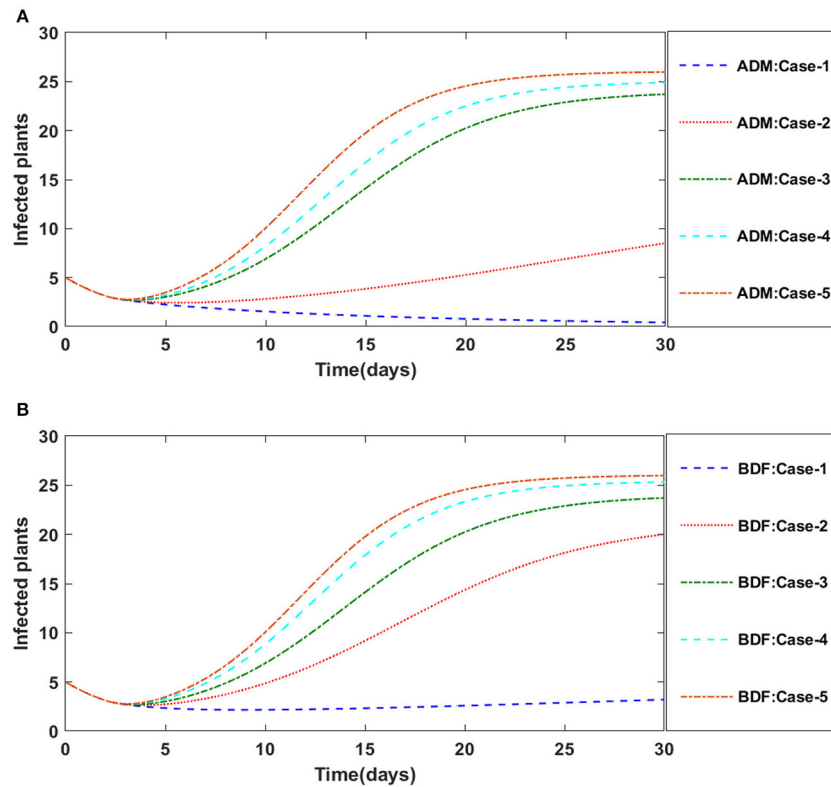 A
30
25
20
15
10
5
0
Infected plants
0 5 10 15 20 25 30
Time(days)
ADM:Case-1
ADM:Case-2
ADM:Case-3
ADM:Case-4
ADM:Case-5
B
30
25
20
15
10
5
0
Infected plants
0 5 10 15 20 25 30
Time(days)
BDF:Case-1
BDF:Case-2
BDF:Case-3
BDF:Case-4
BDF:Case-5